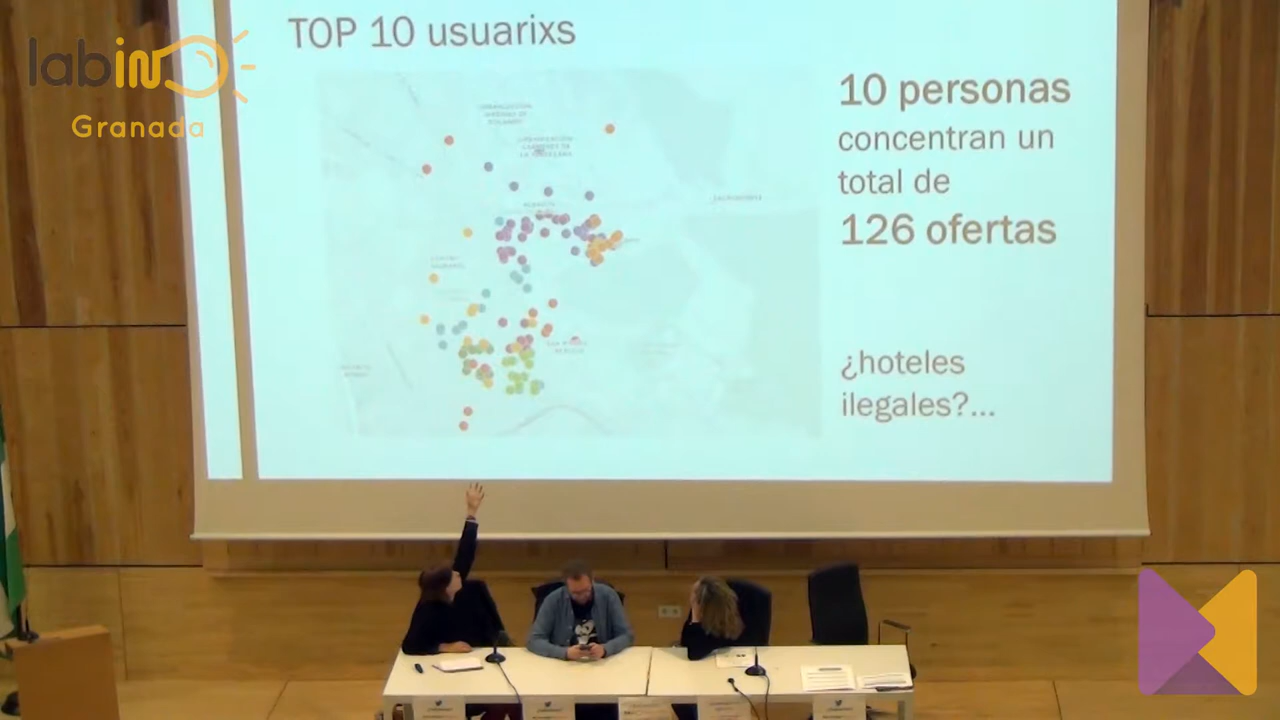 labIN
Granada
TOP 10 usuarixs
10 personas
concentran un
total de
126 ofertas
¿hoteles
ilegales?...